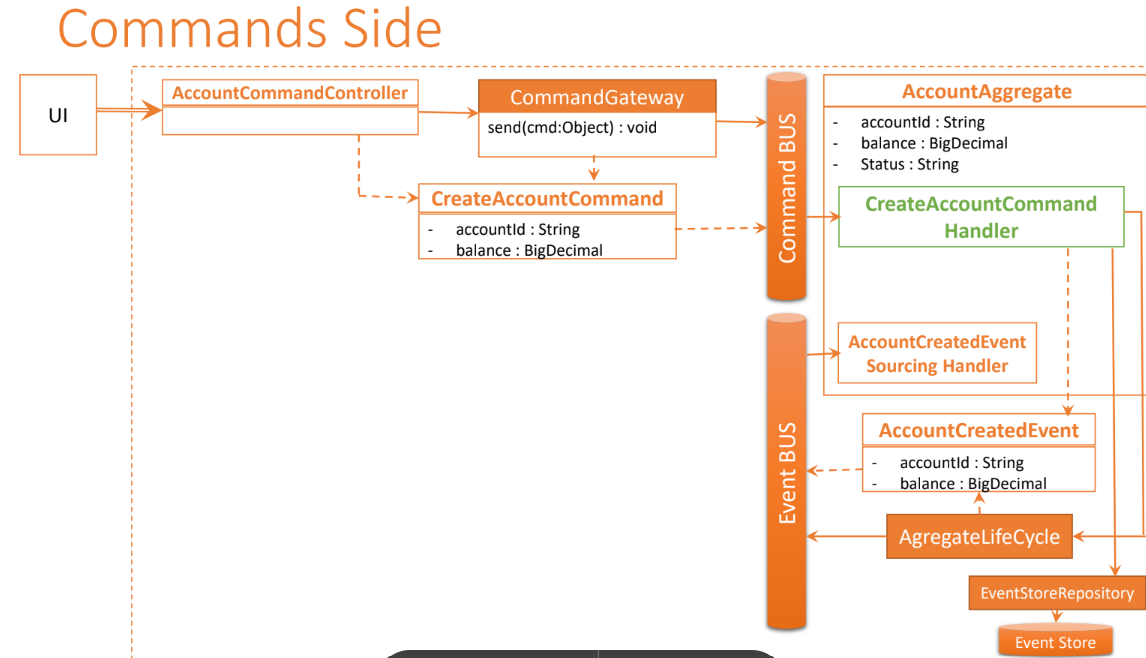 Commands Side
UI
AccountCommandController
CommandGateway
send(cmd:Object) : void
CreateAccountCommand
- accountId : String
- balance : BigDecimal
Command BUS
AccountAggregate
- accountId : String
- balance : BigDecimal
- Status : String
CreateAccountCommand
Handler
AccountCreatedEvent
Sourcing Handler
Event BUS
AccountCreatedEvent
- accountId : String
- balance : BigDecimal
AgregateLifeCycle
EventStoreRepository
Event Store